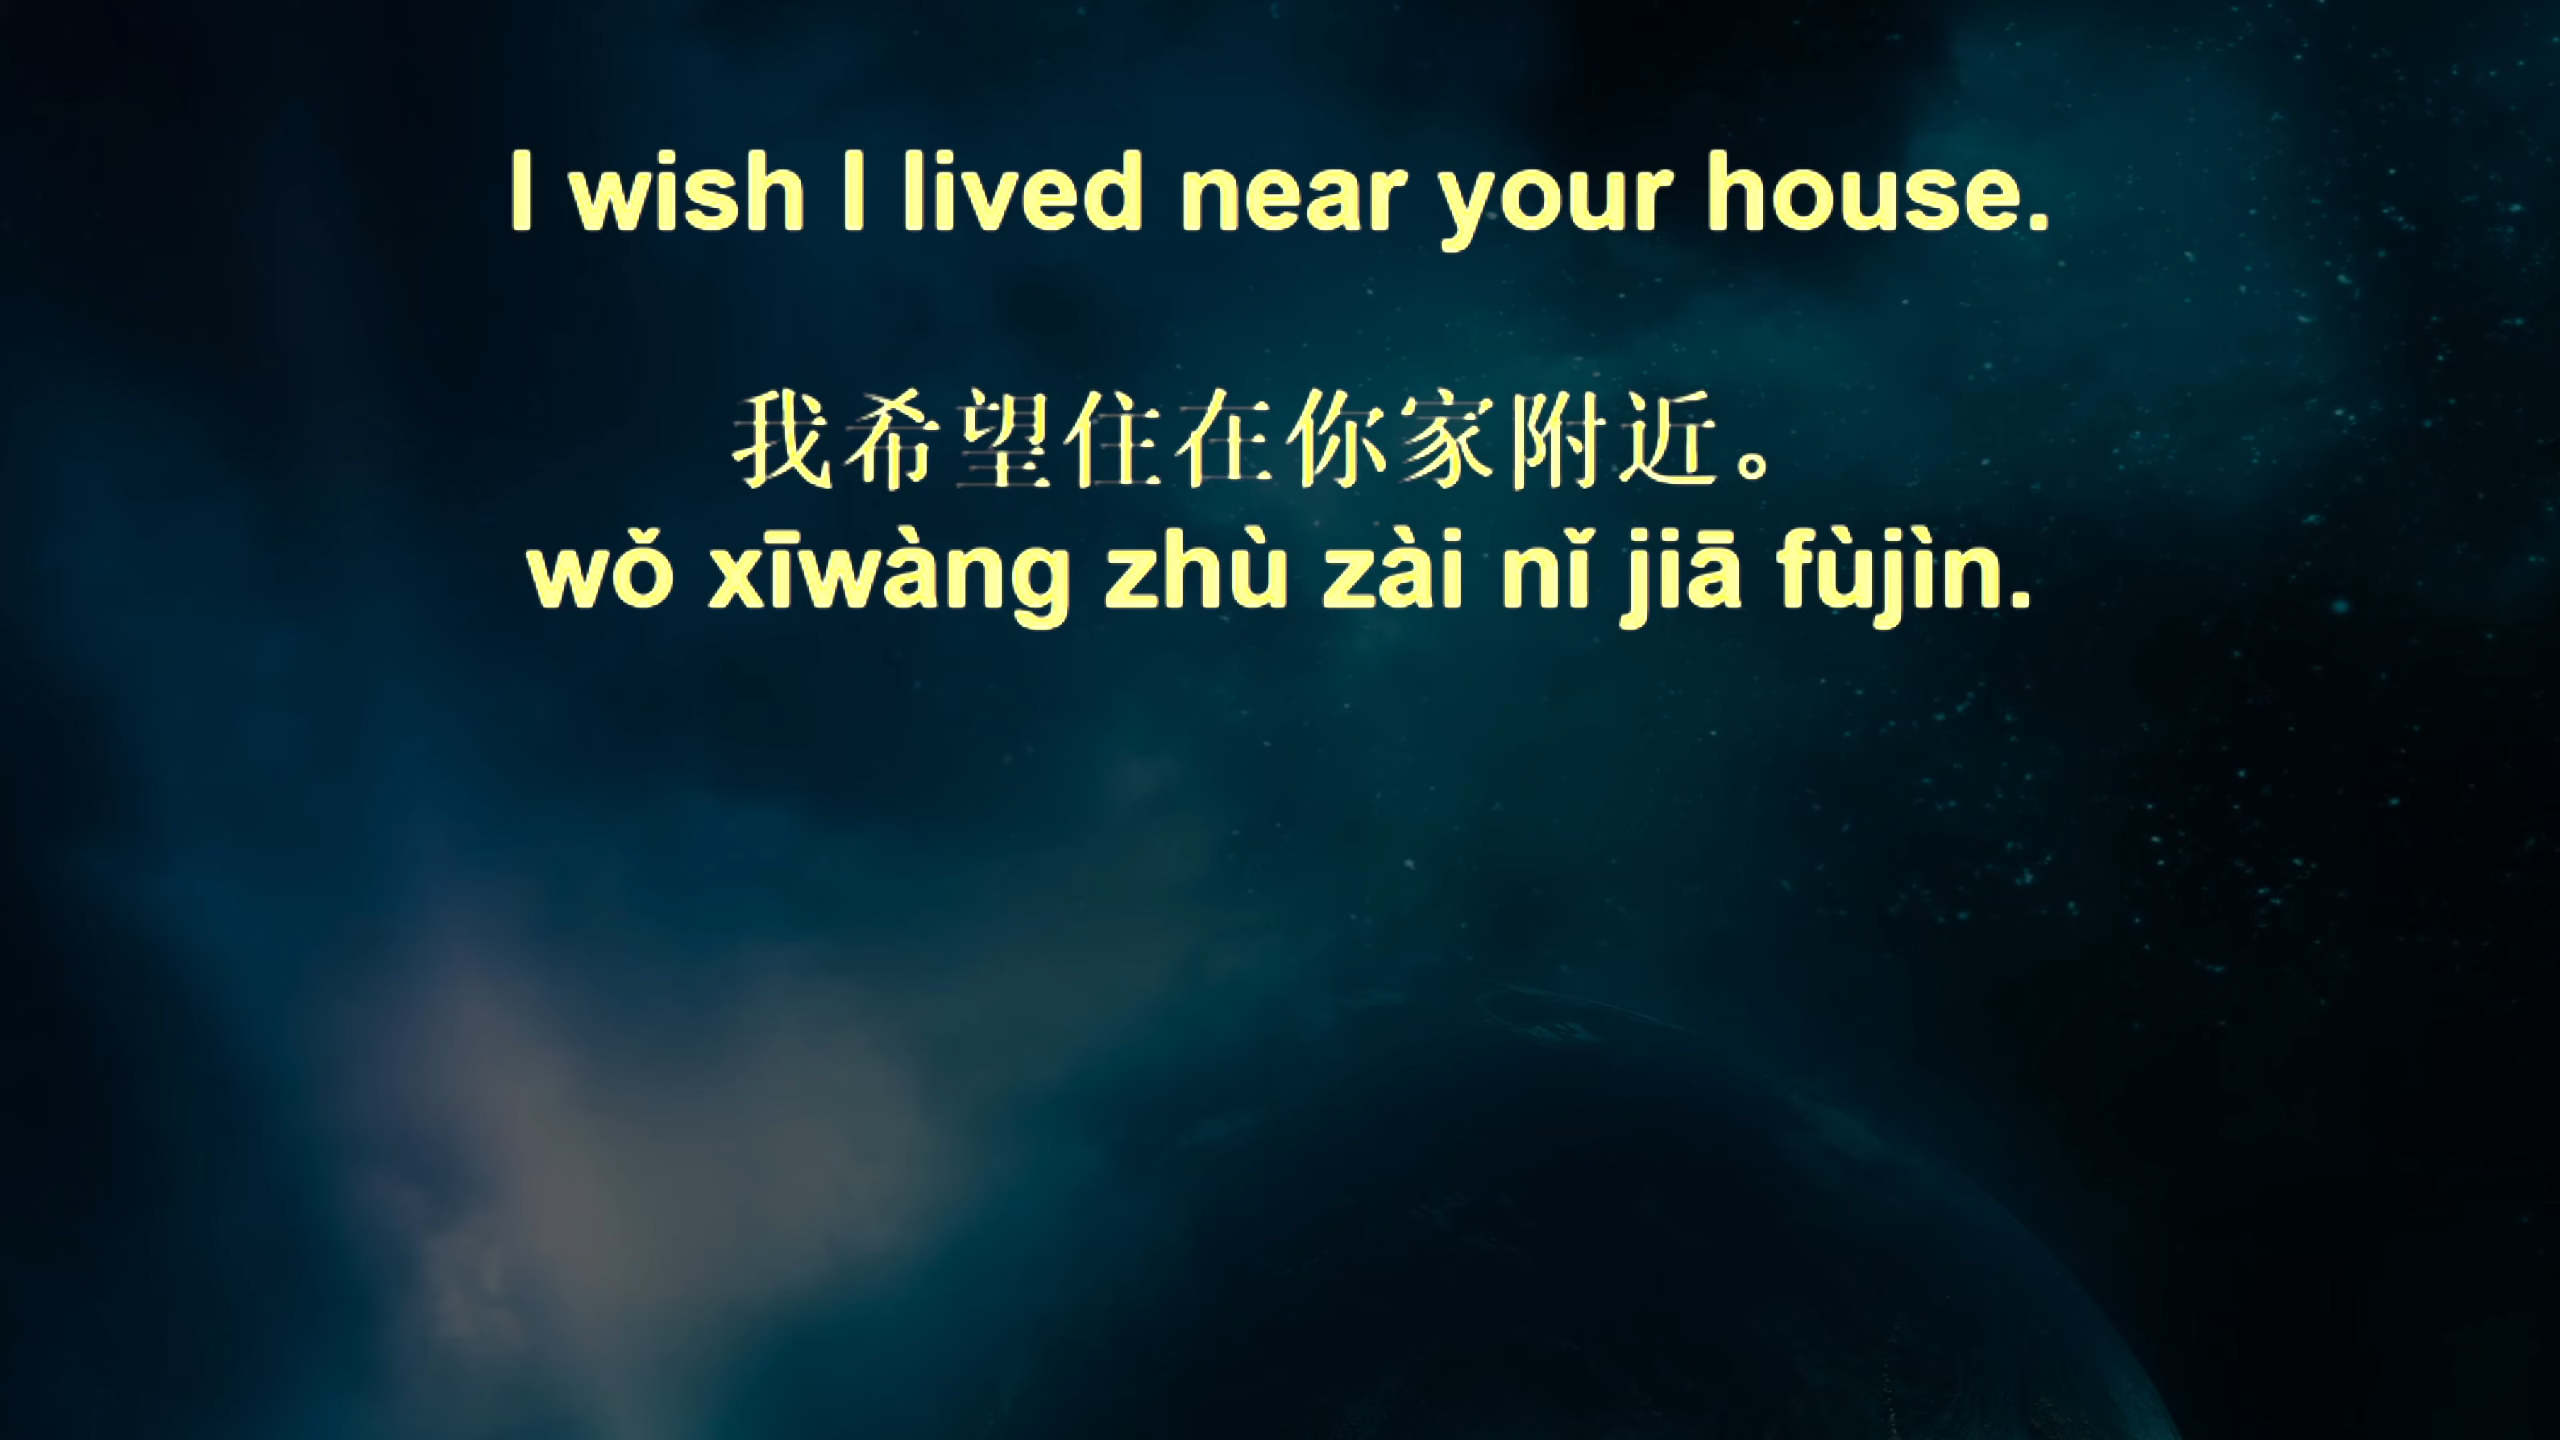 I wish I lived near your house.
我希望住在你家附近。
wǒ xīwàng zhù zài nǐ jiā fùjìn.